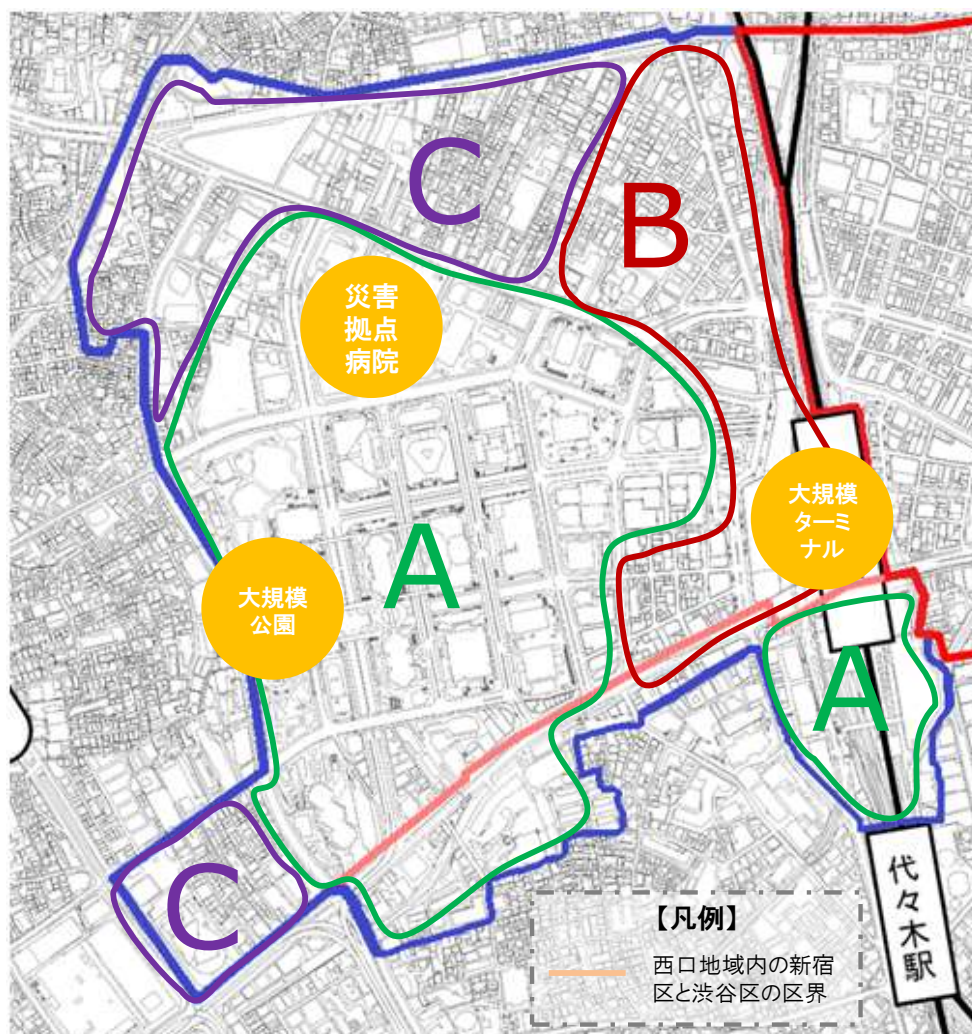 C
B
災害
拠点
病院
大規模
ターミ
ナル
A
大規模
公園
A
C
代々木駅
【凡例】
西口地域内の新宿
区と渋谷区の区界